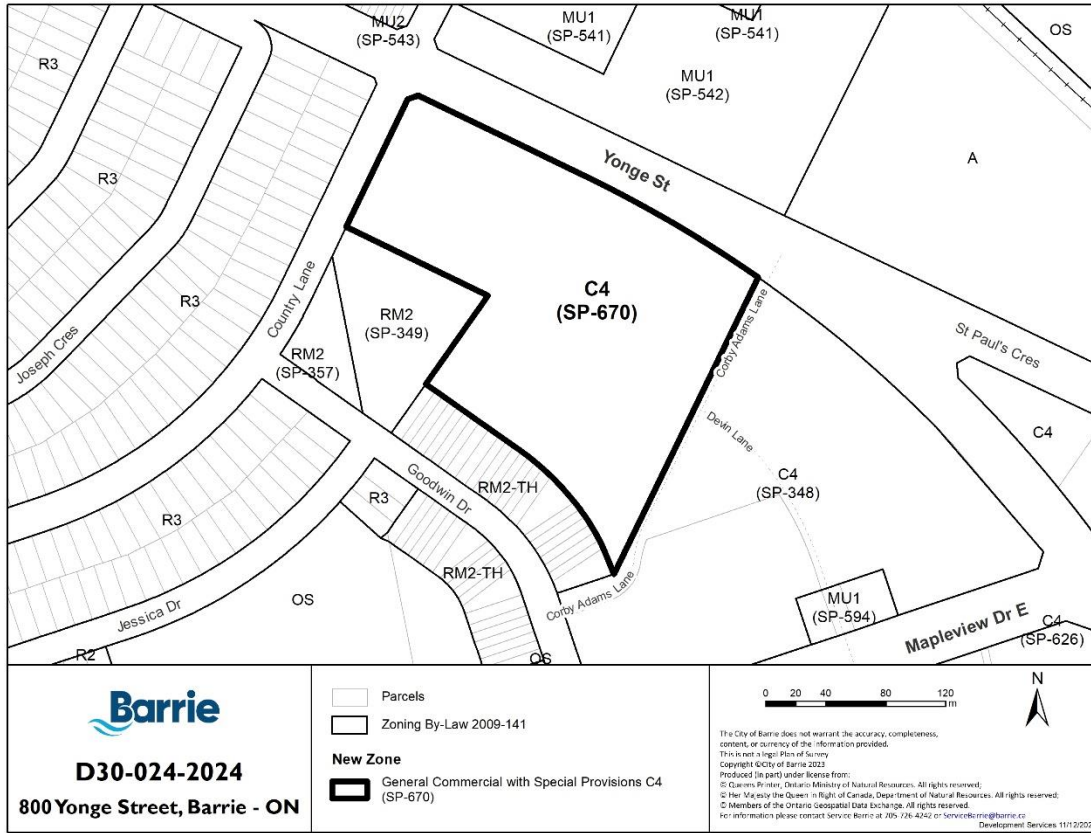 MU2
(SP-543)
MU1
(SP-541)
MU1
(SP-541)
OS
R3
MU1
(SP-542)
Yonge St
A
R3
C4
(SP-670)
Country Lane
R3
RM2
(SP-349)
Corby Adams Lane
St Paul's Cres
Joseph Cres
RM2
(SP-357)
Devin Lane
C4
Goodwin Dr
RM2-TH
C4
(SP-348)
R3
R3
RM2-TH
Corby Adams Lane
MU1
(SP-594)
Jessica Dr
OS
Mapleview Dr E
C4
(SP-626)
R2
OS
Barrie
D30-024-2024
800 Yonge Street, Barrie - ON
Parcels
Zoning By-Law 2009-141
New Zone
General Commercial with Special Provisions C4
(SP-670)
0 20 40 80 120
m
N
The City of Barrie does not warrant the accuracy, completeness,
content, or currency of the information provided.
This is not a Legal Plan of Survey
Copyright ©City of Barrie 2023
Produced (in part) under license from:
© Queens Printer, Ontario Ministry of Natural Resources. All rights reserved;
© Her Majesty the Queen in Right of Canada, Department of Natural Resources. All rights reserved;
© Members of the Ontario Geospatial Data Exchange. All rights reserved.
For information please contact Service Barrie at 705-726-4242 or ServiceBarrie@barrie.ca
Development Services